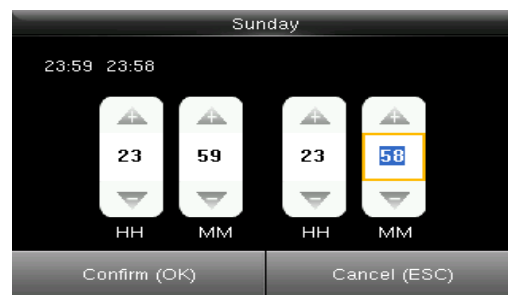 Sunday
23:59 23:58
+ + + +
23 59 23 58
- - - -
HH MM HH MM
Confirm (OK) Cancel (ESC)